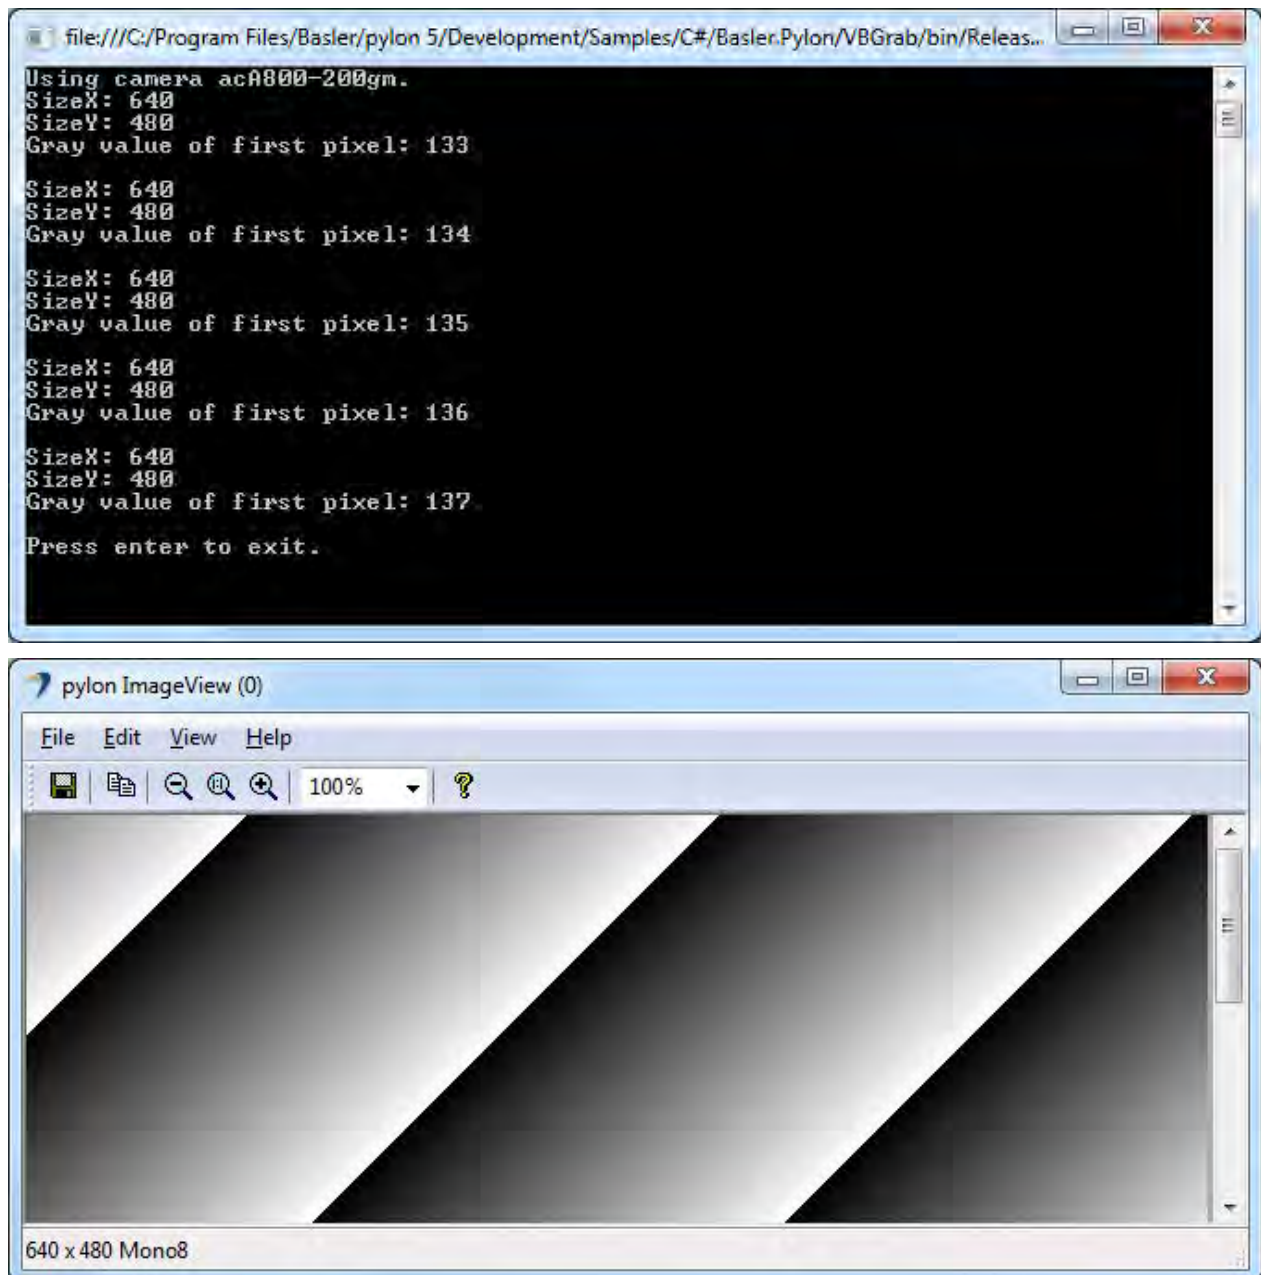 file:///C:/Program Files/Basler/pylon 5/Development/Samples/C#/Basler.Pylon/VBGrab/bin/Releas...
Using camera acA800-200gm.
SizeX: 640
SizeY: 480
Gray value of first pixel: 133
SizeX: 640
SizeY: 480
Gray value of first pixel: 134
SizeX: 640
SizeY: 480
Gray value of first pixel: 135
SizeX: 640
SizeY: 480
Gray value of first pixel: 136
SizeX: 640
SizeY: 480
Gray value of first pixel: 137
Press enter to exit.
pylon ImageView (0)
File Edit View Help
100%
640 x 480 Mono8